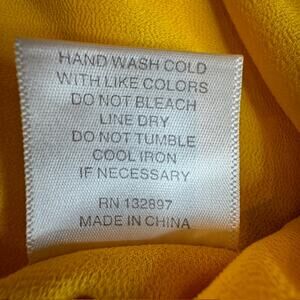 HAND WASH COLD
WITH LIKE COLORS
DO NOT BLEACH
LINE DRY
DO NOT TUMBLE
COOL IRON
IF NECESSARY
RN 132897
MADE IN CHINA